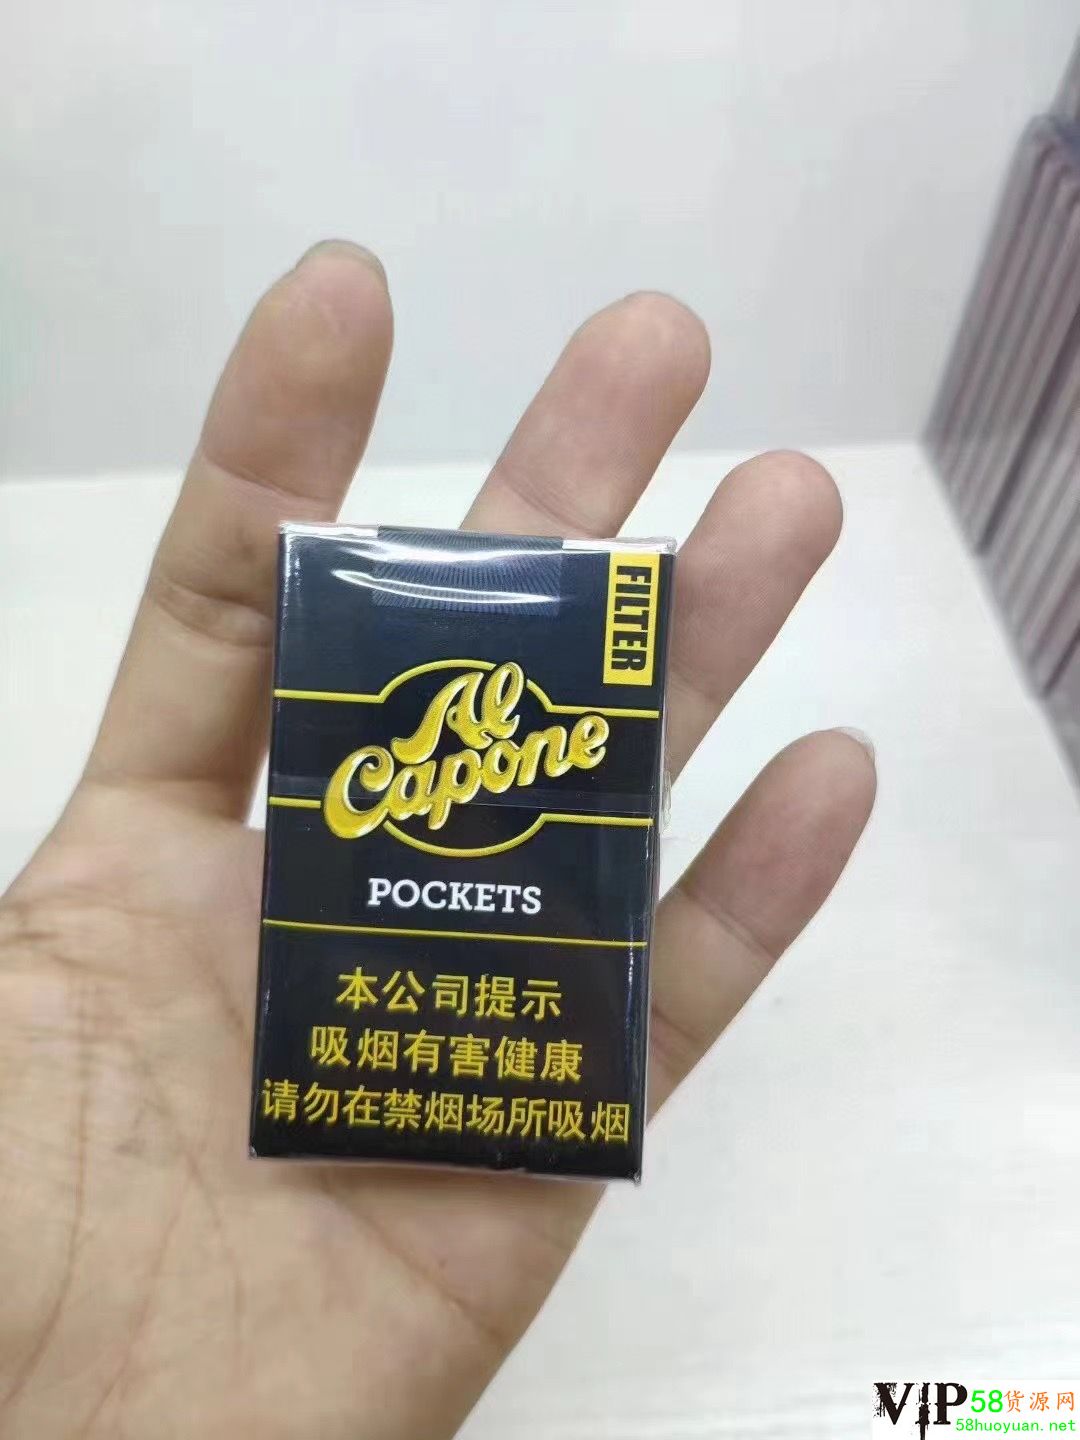 FILTER
Al
Capone
POCKETS
本公司提示
吸烟有害健康
请勿在禁烟场所吸烟
VIP58货源网
58huoyuan.net